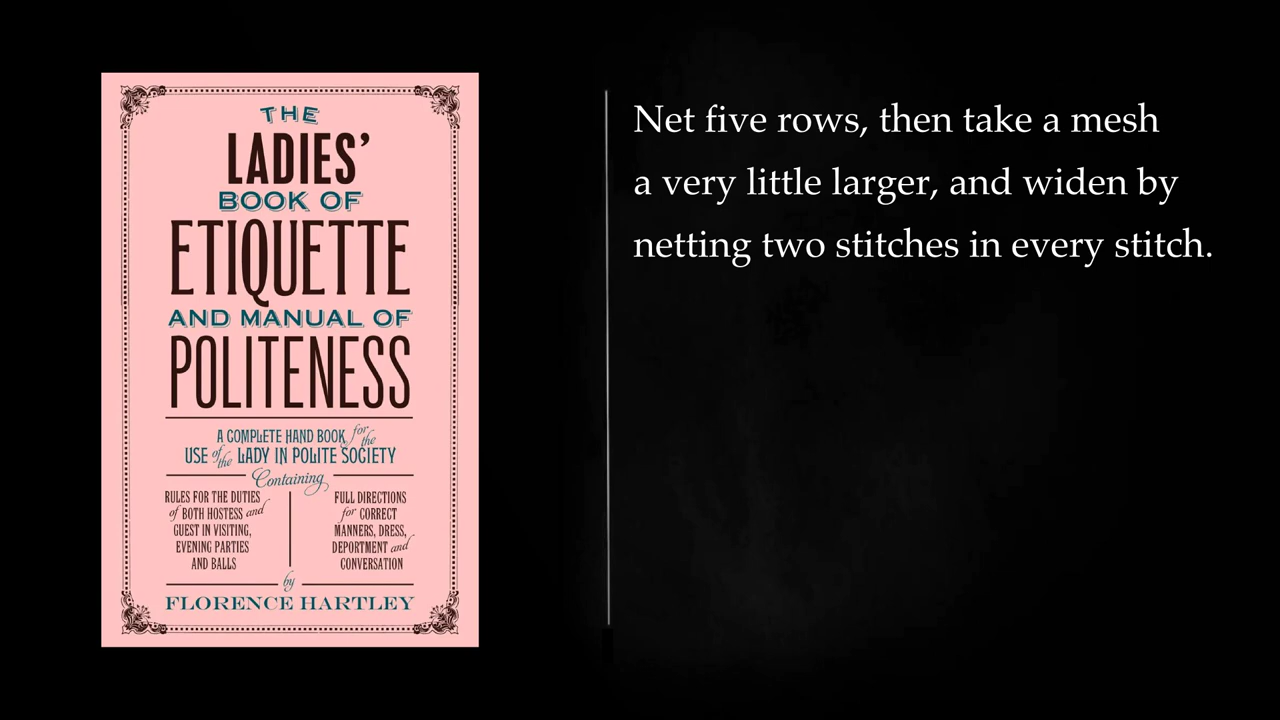 THE
LADIES'
BOOK OF
ETIQUETTE
AND MANUAL OF
POLITENESS
A COMPLETE HAND BOOK for the
USE of the LADY IN POLITE SOCIETY
Containing
RULES FOR THE DUTIES
of BOTH HOSTESS and
GUEST IN VISITING,
EVENING PARTIES
AND BALLS
FULL DIRECTIONS
for CORRECT
MANNERS, DRESS,
DEPORTMENT and
CONVERSATION
by
FLORENCE HARTLEY
Net five rows, then take a mesh
a very little larger, and widen by
netting two stitches in every stitch.